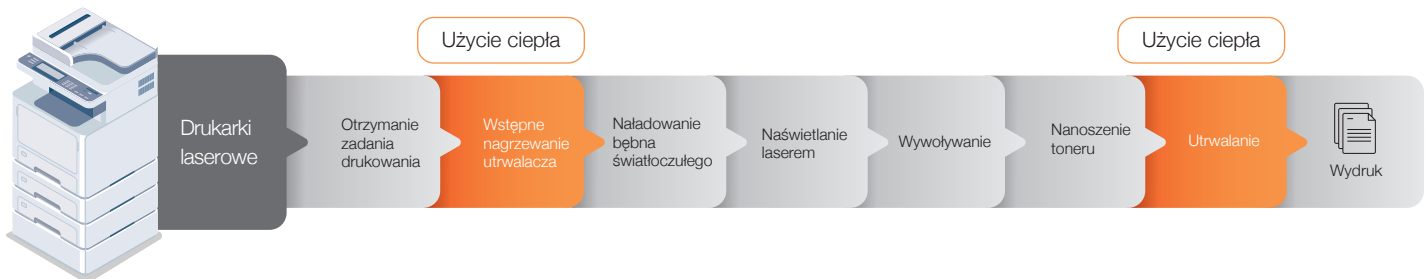 Użycie ciepła
Użycie ciepła
Drukarki
laserowe
Otrzymanie
zadania
drukowania
Wstępne
nagrzewanie
utrwalacza
Naładowanie
bębna
światłoczułego
Naświetlanie
laserem
Wywoływanie
Nanoszenie
toneru
Utrwalanie
Wydruk